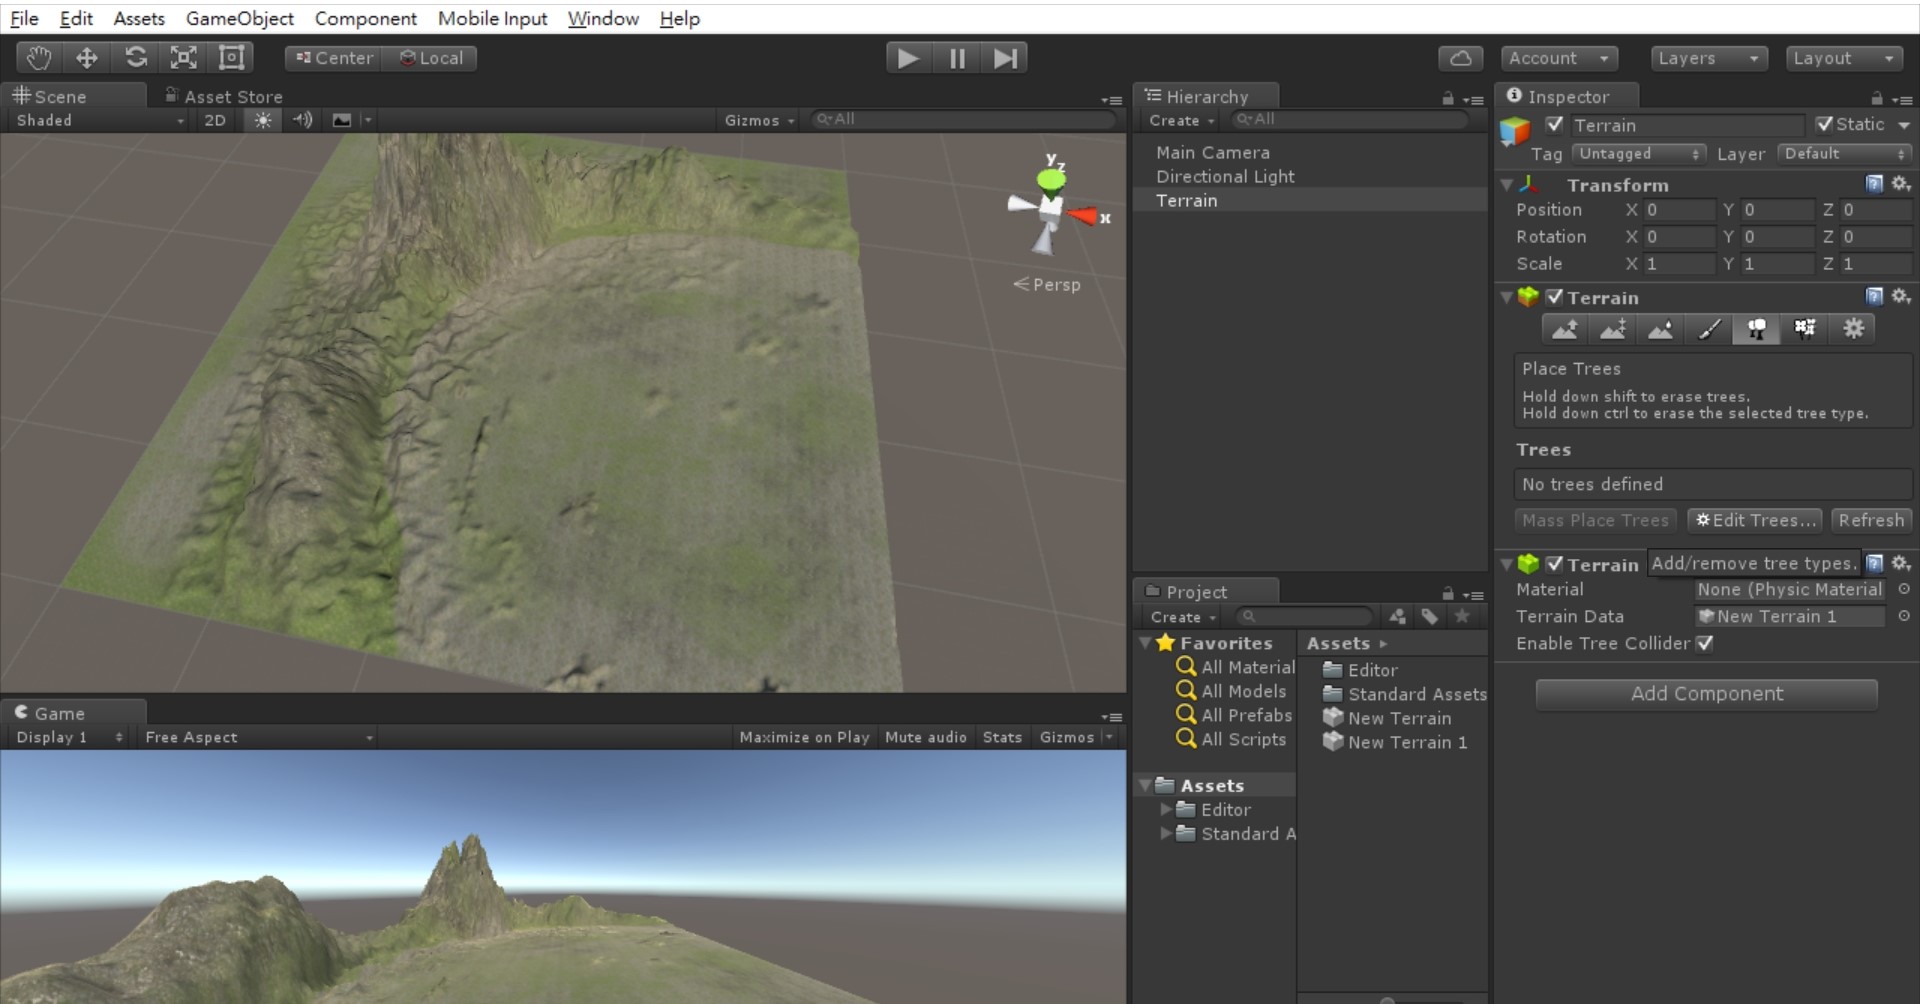 File Edit Assets GameObject Component Mobile Input Window Help
Center Local
Account Layers Layout
Scene Asset Store
Shaded 2D Gizmos All
y z x
Persp
Game
Display 1 Free Aspect Maximize on Play Mute audio Stats Gizmos
Hierarchy
Create All
Main Camera
Directional Light
Terrain
Project
Create
Favorites
All Material
All Models
All Prefabs
All Scripts
Assets
Editor
Standard A
Assets
Editor
Standard Assets
New Terrain
New Terrain 1
Inspector
Terrain Static
Tag Untagged Layer Default
Transform
Position X 0 Y 0 Z 0
Rotation X 0 Y 0 Z 0
Scale X 1 Y 1 Z 1
Terrain
Place Trees
Hold down shift to erase trees.
Hold down ctrl to erase the selected tree type.
Trees
No trees defined
Mass Place Trees Edit Trees... Refresh
Terrain Add/remove tree types.
Material None (Physic Material
Terrain Data New Terrain 1
Enable Tree Collider
Add Component